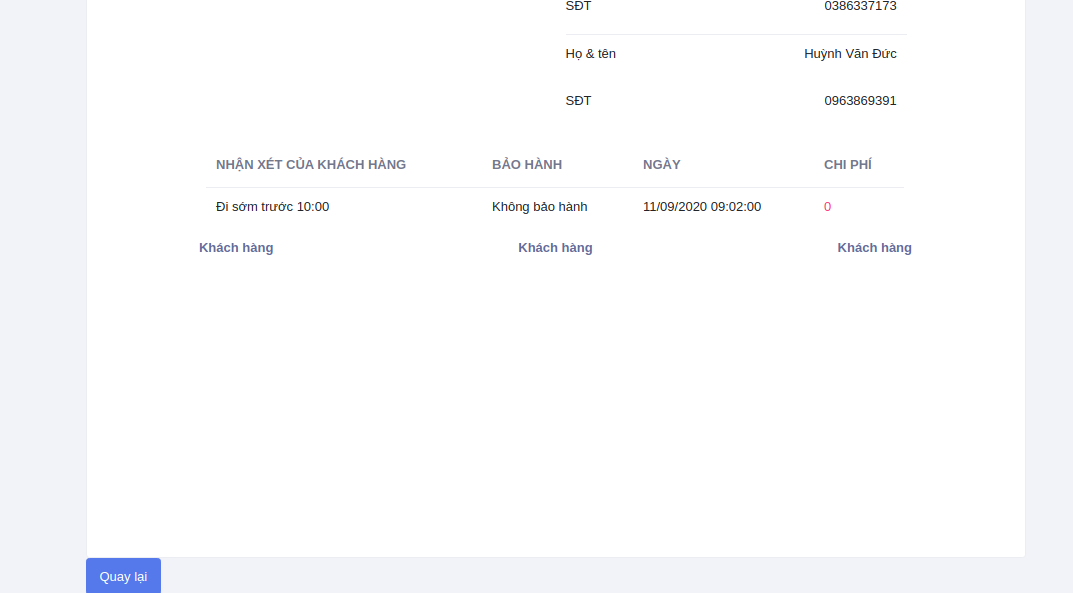 SĐT 0386337173
Họ & tên Huỳnh Văn Đức
SĐT 0963869391
NHẬN XÉT CỦA KHÁCH HÀNG BẢO HÀNH NGÀY CHI PHÍ
Đi sớm trước 10:00 Không bảo hành 11/09/2020 09:02:00 0
Khách hàng Khách hàng Khách hàng
Quay lại